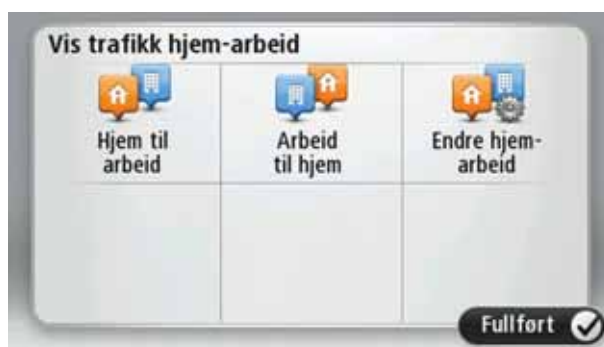 Vis trafikk hjem-arbeid
Hjem til
arbeid
Arbeid
til hjem
Endre hjem-
arbeid
Fullført